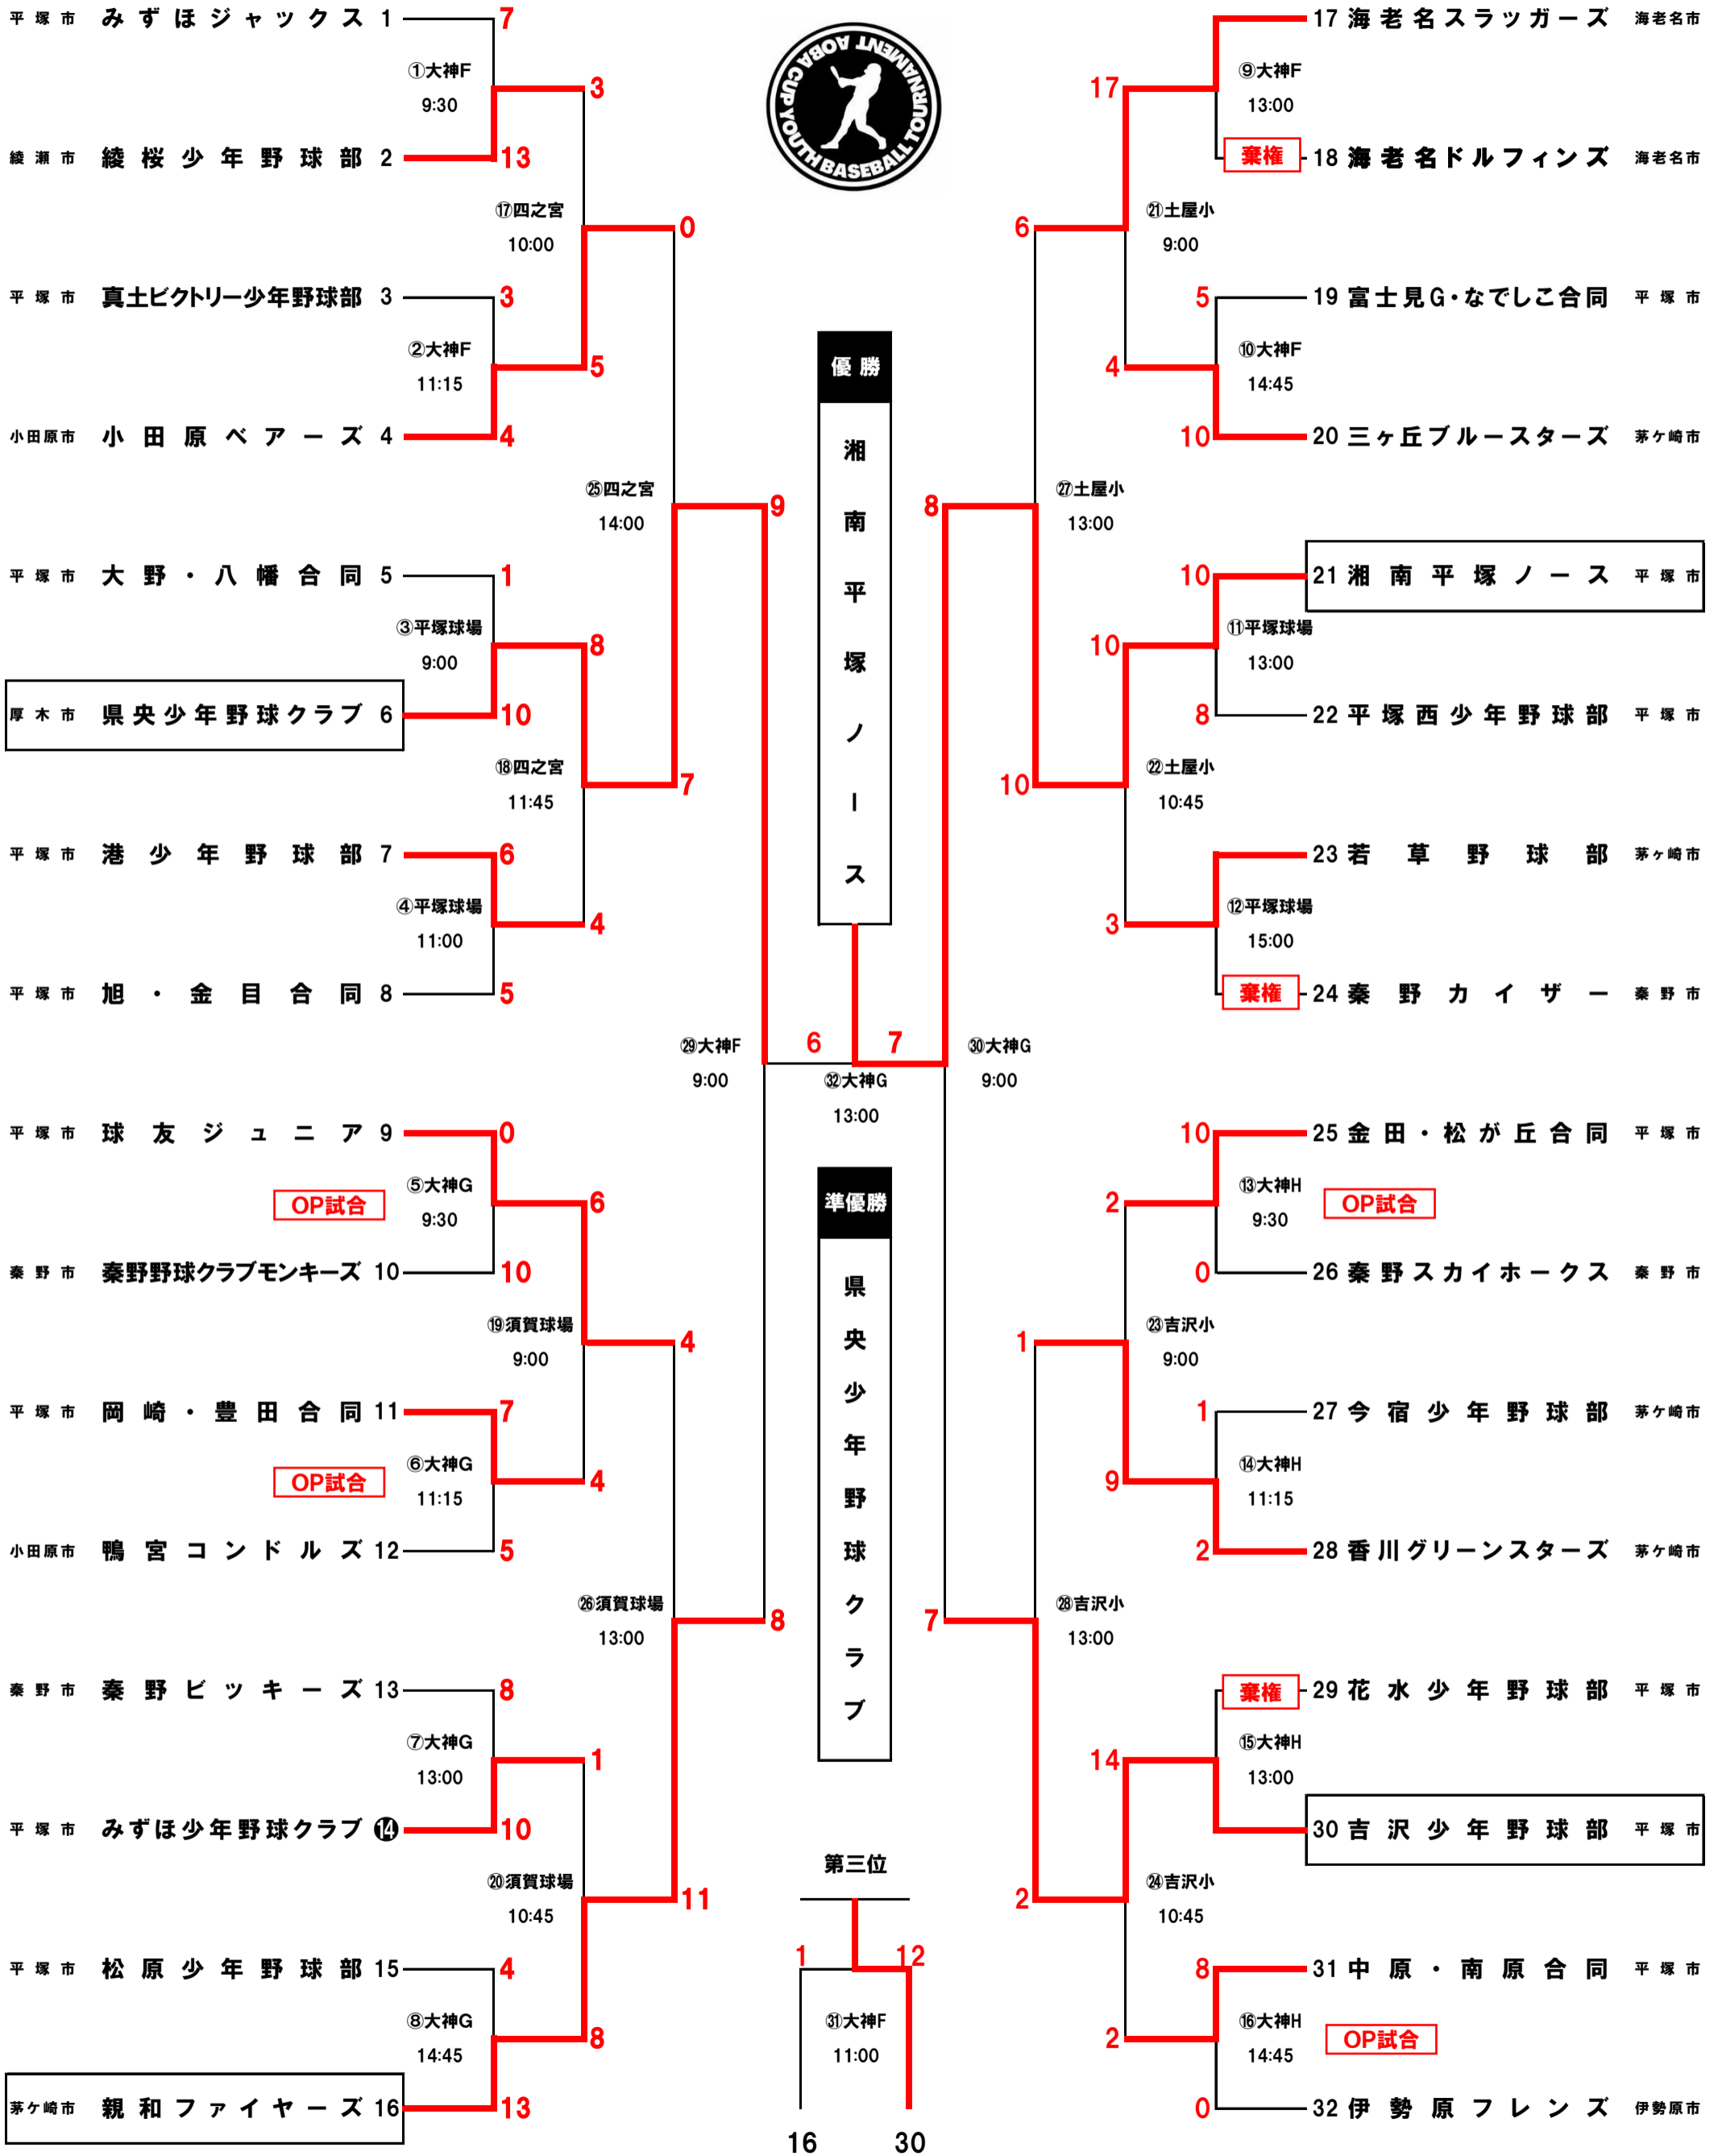 平塚市 みずほジャックス 1 7
①大神F
9:30
3
綾瀬市 綾桜少年野球部 2 13
⑰四之宮
10:00
0
平塚市 真土ビクトリー少年野球部 3 3
②大神F
11:15
5
小田原市 小田原ベアーズ 4 4
㉕四之宮
14:00
9
平塚市 大野・八幡合同 5 1
③平塚球場
9:00
8
厚木市 県央少年野球クラブ 6 10
⑱四之宮
11:45
7
平塚市 港少年野球部 7 6
④平塚球場
11:00
4
平塚市 旭・金目合同 8 5
㉙大神F
9:00
平塚市 球友ジュニア 9 0
OP試合
⑤大神G
9:30
6
秦野市 秦野野球クラブモンキーズ 10 10
⑲須賀球場
9:00
4
平塚市 岡崎・豊田合同 11 7
OP試合
⑥大神G
11:15
4
小田原市 鴨宮コンドルズ 12 5
㉖須賀球場
13:00
8
秦野市 秦野ビッキーズ 13 8
⑦大神G
13:00
1
平塚市 みずほ少年野球クラブ ⓮ 10
⑳須賀球場
10:45
11
平塚市 松原少年野球部 15 4
⑧大神G
14:45
8
茅ケ崎市 親和ファイヤーズ 16 13
AOBA CUP YOUTH BASEBALL TOURNAMENT
優勝
湘南平塚ノース
6 7
㉜大神G
13:00
準優勝
県央少年野球クラブ
第三位
1 12
㉛大神F
11:00
16 30
17 海老名スラッガーズ 海老名市
17
⑨大神F
13:00
棄権 18 海老名ドルフィンズ 海老名市
6
㉑土屋小
9:00
5 19 富士見G・なでしこ合同 平塚市
4
⑩大神F
14:45
10 20 三ヶ丘ブルースターズ 茅ケ崎市
8
㉗土屋小
13:00
10 21 湘南平塚ノース 平塚市
10
⑪平塚球場
13:00
8 22 平塚西少年野球部 平塚市
10
㉒土屋小
10:45
23 若草野球部 茅ヶ崎市
3
⑫平塚球場
15:00
棄権 24 秦野カイザー 秦野市
㉚大神G
9:00
10 25 金田・松が丘合同 平塚市
2
⑬大神H
9:30
OP試合
0 26 秦野スカイホークス 秦野市
1
㉓吉沢小
9:00
1 27 今宿少年野球部 茅ケ崎市
9
⑭大神H
11:15
2 28 香川グリーンスターズ 茅ケ崎市
7
㉘吉沢小
13:00
棄権 29 花水少年野球部 平塚市
14
⑮大神H
13:00
30 吉沢少年野球部 平塚市
2
㉔吉沢小
10:45
8 31 中原・南原合同 平塚市
2
⑯大神H
14:45
OP試合
0 32 伊勢原フレンズ 伊勢原市